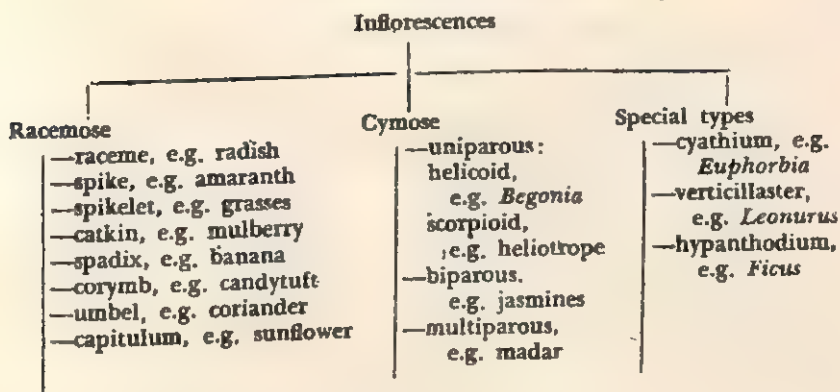 Inflorescences
Racemose
—raceme, e.g. radish
—spike, e.g. amaranth
—spikelet, e.g. grasses
—catkin, e.g. mulberry
—spadix, e.g. banana
—corymb, e.g. candytuft
—umbel, e.g. coriander
—capitulum, e.g. sunflower
Cymose
—uniparous:
helicoid,
e.g. Begonia
scorpioid,
e.g. heliotrope
—biparous.
e.g. jasmines
—multiparous,
e.g. madar
Special types
—cyathium, e.g.
Euphorbia
—verticillaster,
e.g. Leonurus
—hypanthodium,
e.g. Ficus